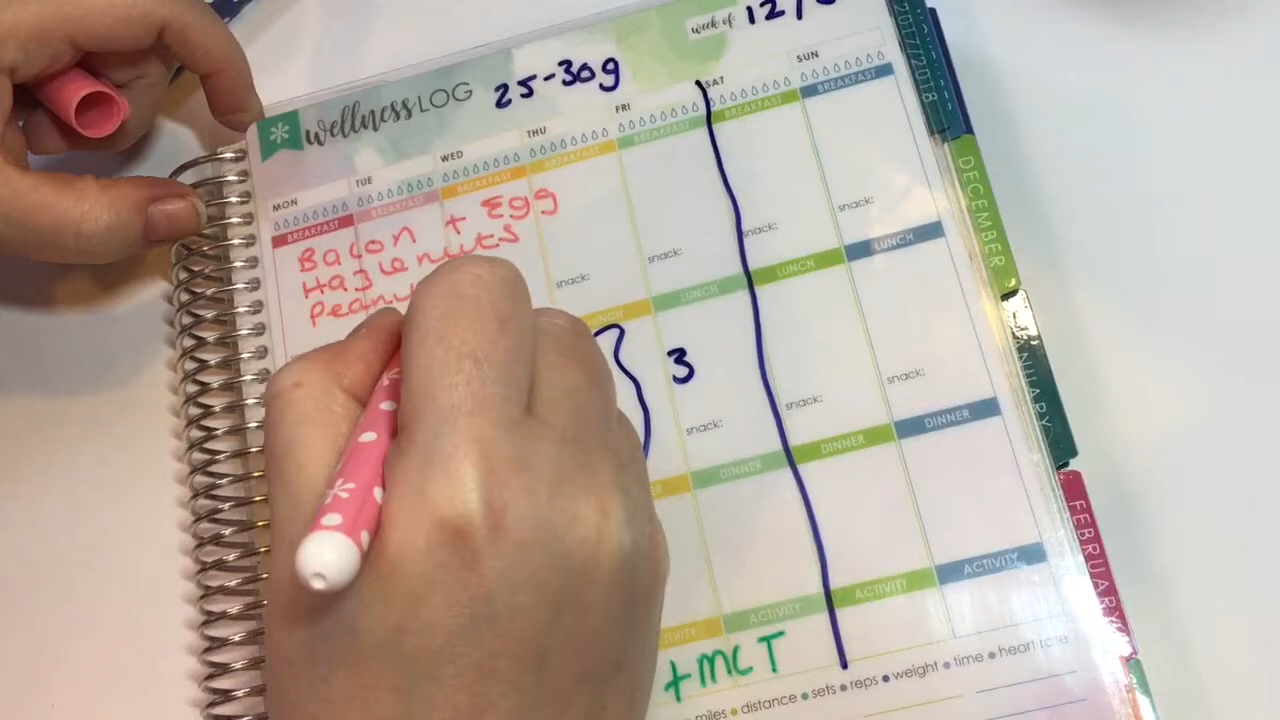 week of: 12/
wellness LOG 25-30g
MON TUE WED THU FRI SAT SUN
BREAKFAST BREAKFAST BREAKFAST BREAKFAST BREAKFAST BREAKFAST BREAKFAST
Bacon + Egg
Hazlenuts
snack: snack: snack: snack:
LUNCH LUNCH LUNCH
3
snack: snack: snack:
DINNER DINNER DINNER
ACTIVITY ACTIVITY ACTIVITY
+MCT
miles distance sets reps weight time heart rate
2017/2018
DECEMBER
JANUARY
FEBRUARY